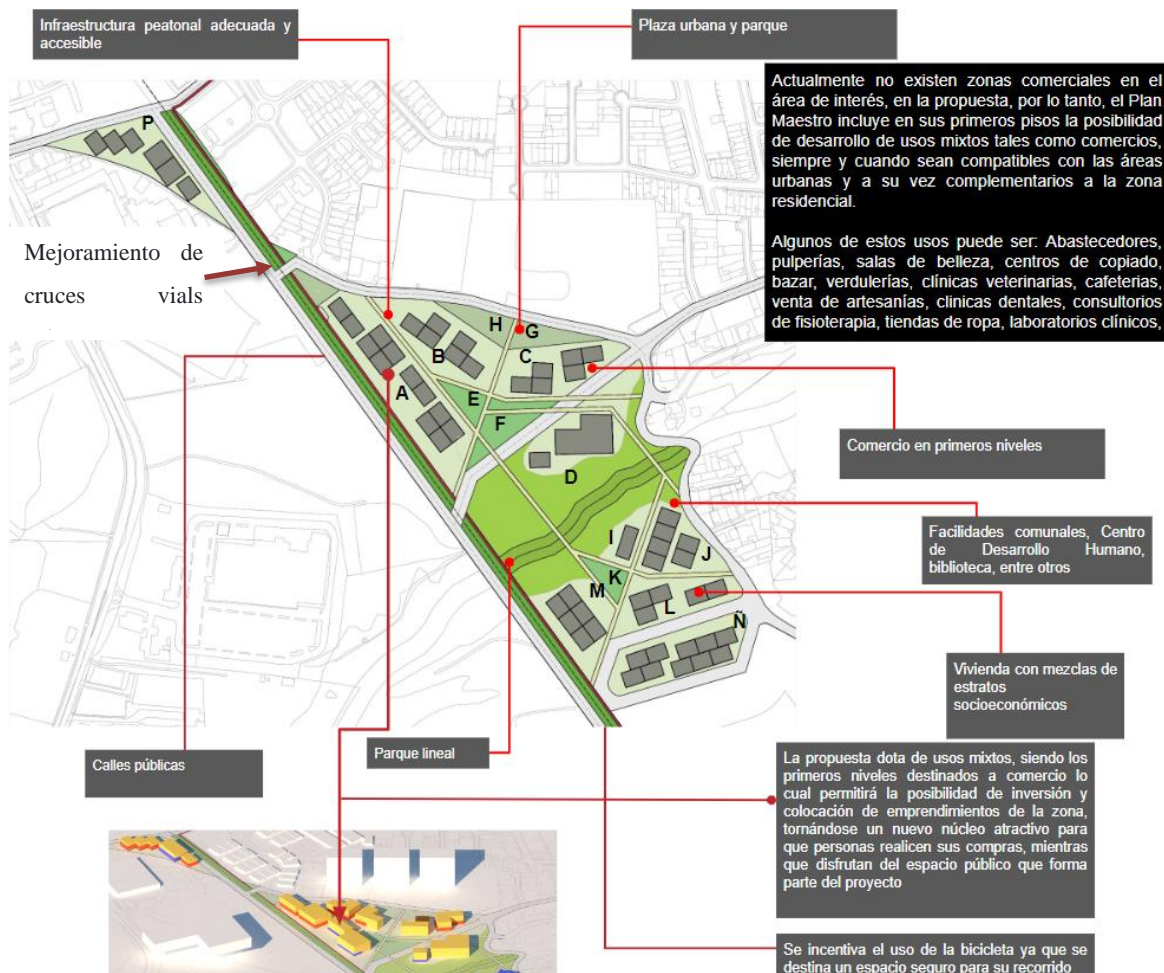 Infraestructura peatonal adecuada y
accesible
Plaza urbana y parque
Actualmente no existen zonas comerciales en el
área de interés, en la propuesta, por lo tanto, el Plan
Maestro incluye en sus primeros pisos la posibilidad
de desarrollo de usos mixtos tales como comercios,
siempre y cuando sean compatibles con las áreas
urbanas y a su vez complementarios a la zona
residencial.
Algunos de estos usos puede ser: Abastecedores,
pulperías, salas de belleza, centros de copiado,
bazar, verdulerías, clínicas veterinarias, cafeterias,
venta de artesanías, clinicas dentales, consultorios
de fisioterapia, tiendas de ropa, laboratorios clínicos,
P
Mejoramiento de
cruces vials
H
G
B
C
A
E
F
D
I
J
K
M
L
Ñ
Comercio en primeros niveles
Facilidades comunales, Centro
de Desarrollo Humano,
biblioteca, entre otros
Vivienda con mezclas de
estratos
socioeconómicos
Calles públicas
Parque lineal
La propuesta dota de usos mixtos, siendo los
primeros niveles destinados a comercio lo
cual permitirá la posibilidad de inversión y
colocación de emprendimientos de la zona,
tornándose un nuevo núcleo atractivo para
que personas realicen sus compras, mientras
que disfrutan del espacio público que forma
parte del proyecto
Se incentiva el uso de la bicicleta ya que se
destina un espacio seguro para su recorrido